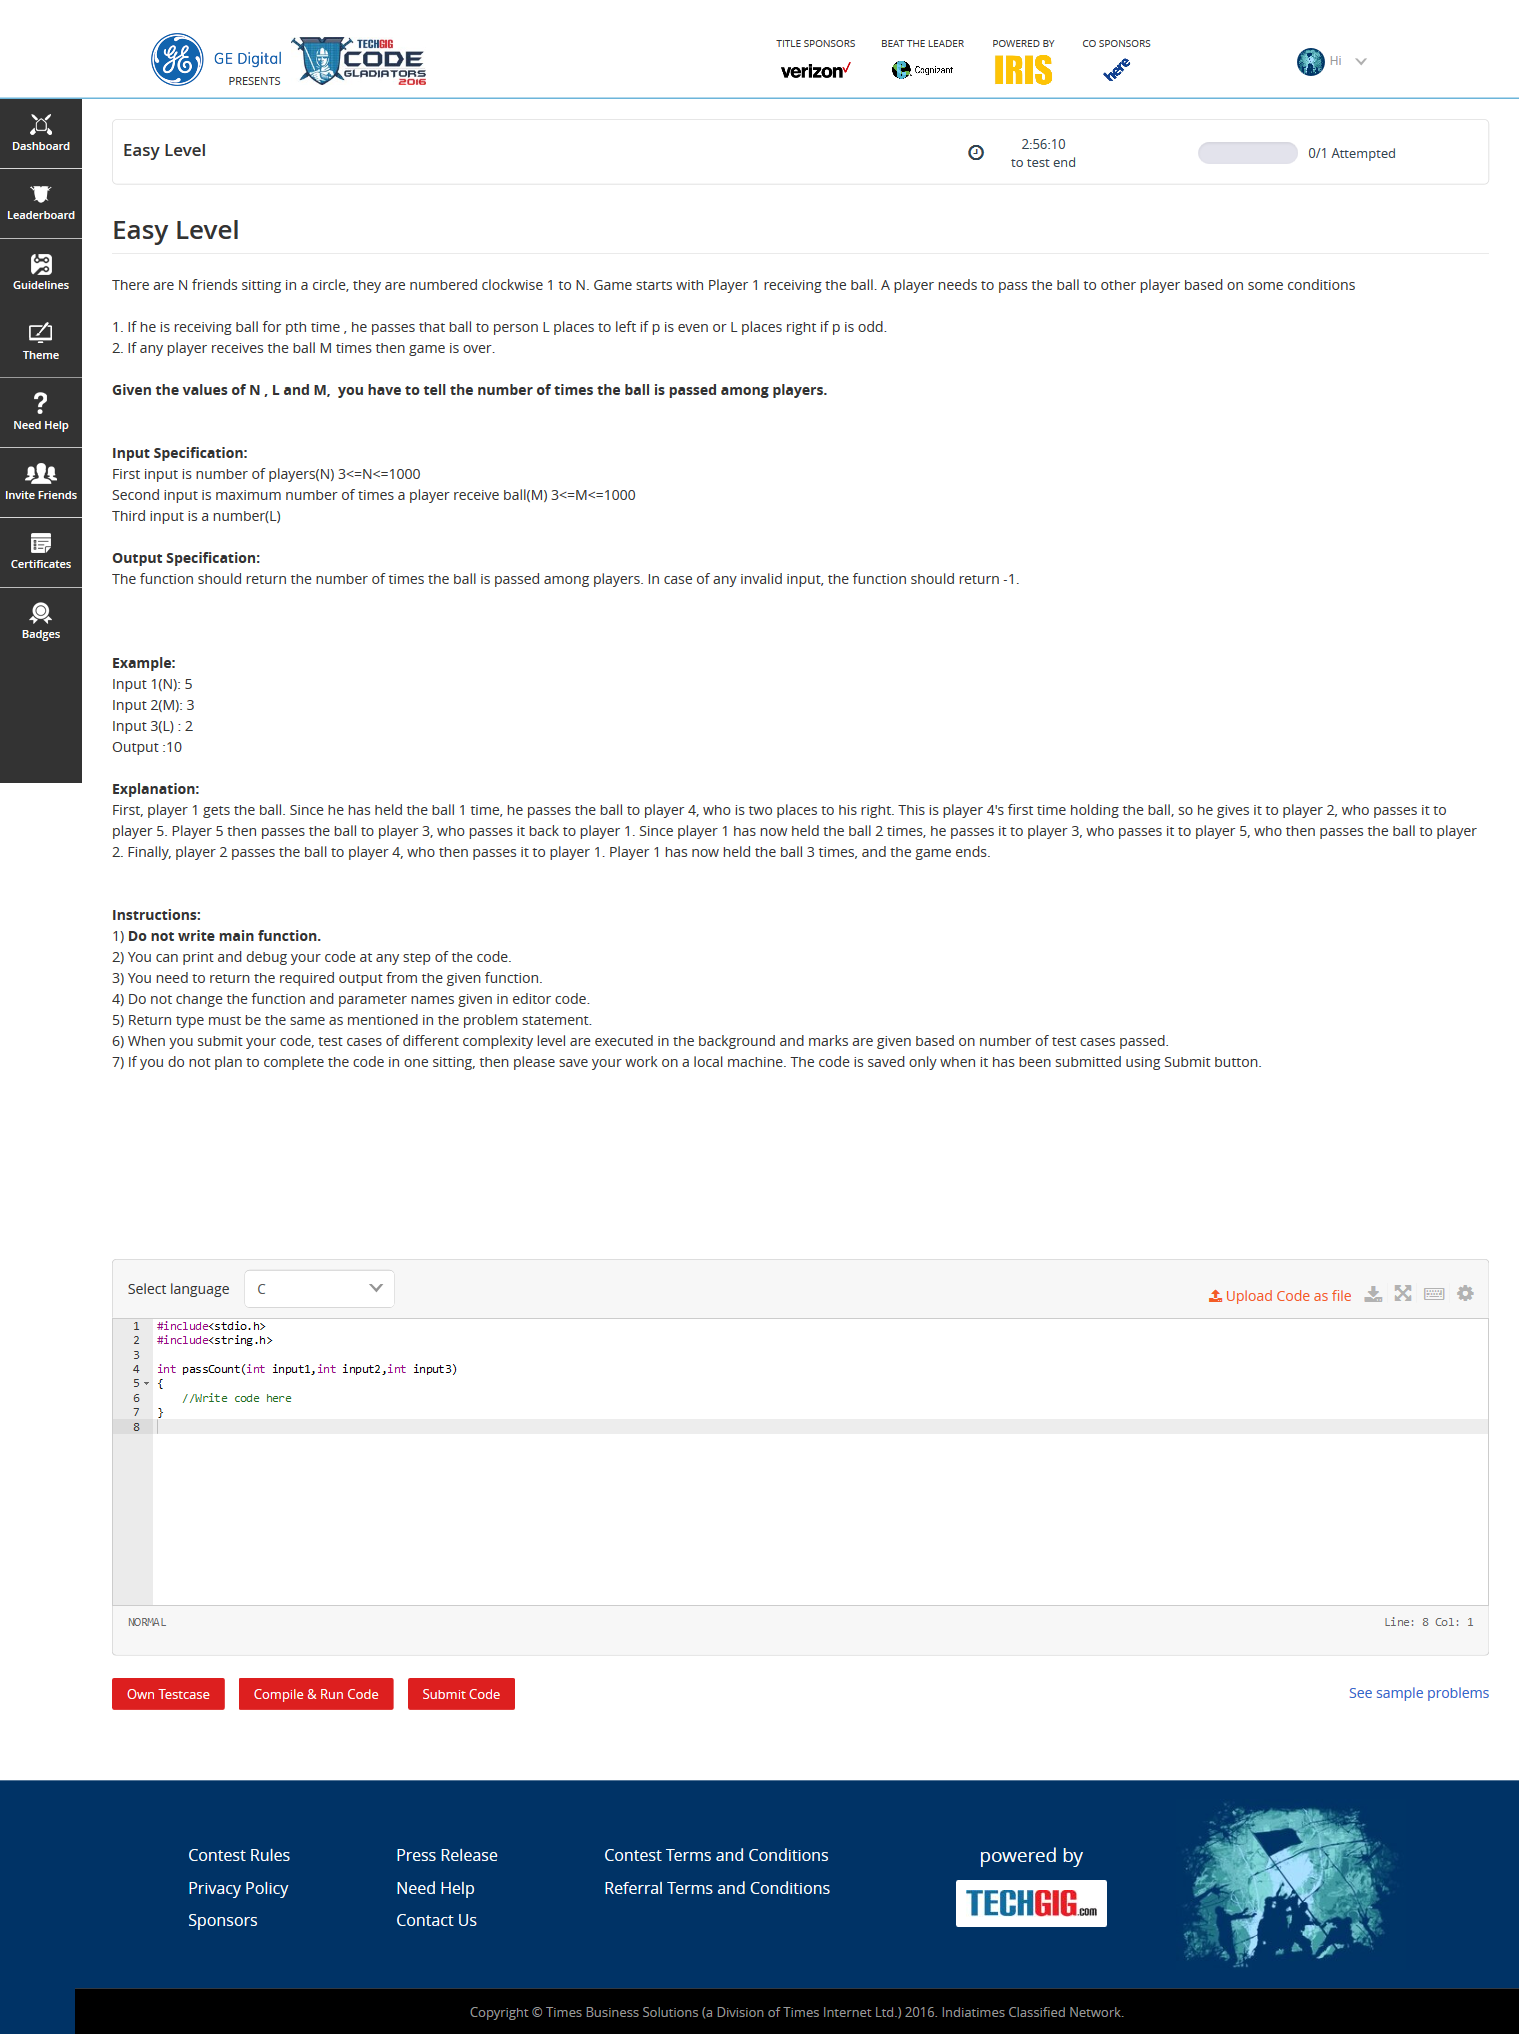 GE Digital
PRESENTS
TECHGIG
CODE
GLADIATORS
2016
TITLE SPONSORS
verizon
BEAT THE LEADER
Cognizant
POWERED BY
IRIS
CO SPONSORS
here
Hi
Dashboard
Leaderboard
Guidelines
Theme
Need Help
Invite Friends
Certificates
Badges
Easy Level
2:56:10
to test end
0/1 Attempted
Easy Level
There are N friends sitting in a circle, they are numbered clockwise 1 to N. Game starts with Player 1 receiving the ball. A player needs to pass the ball to other player based on some conditions
1. If he is receiving ball for pth time , he passes that ball to person L places to left if p is even or L places right if p is odd.
2. If any player receives the ball M times then game is over.
Given the values of N , L and M,  you have to tell the number of times the ball is passed among players.
Input Specification:
First input is number of players(N) 3<=N<=1000
Second input is maximum number of times a player receive ball(M) 3<=M<=1000
Third input is a number(L)
Output Specification:
The function should return the number of times the ball is passed among players. In case of any invalid input, the function should return -1.
Example:
Input 1(N): 5
Input 2(M): 3
Input 3(L) : 2
Output :10
Explanation:
First, player 1 gets the ball. Since he has held the ball 1 time, he passes the ball to player 4, who is two places to his right. This is player 4's first time holding the ball, so he gives it to player 2, who passes it to
player 5. Player 5 then passes the ball to player 3, who passes it back to player 1. Since player 1 has now held the ball 2 times, he passes it to player 3, who passes it to player 5, who then passes the ball to player
2. Finally, player 2 passes the ball to player 4, who then passes it to player 1. Player 1 has now held the ball 3 times, and the game ends.
Instructions:
1) Do not write main function.
2) You can print and debug your code at any step of the code.
3) You need to return the required output from the given function.
4) Do not change the function and parameter names given in editor code.
5) Return type must be the same as mentioned in the problem statement.
6) When you submit your code, test cases of different complexity level are executed in the background and marks are given based on number of test cases passed.
7) If you do not plan to complete the code in one sitting, then please save your work on a local machine. The code is saved only when it has been submitted using Submit button.
Select language
C
Upload Code as file
1 #include<stdio.h>
2 #include<string.h>
3
4 int passCount(int input1,int input2,int input3)
5 {
6 //Write code here
7 }
8
NORMAL
Line: 8 Col: 1
Own Testcase
Compile & Run Code
Submit Code
See sample problems
Contest Rules
Privacy Policy
Sponsors
Press Release
Need Help
Contact Us
Contest Terms and Conditions
Referral Terms and Conditions
powered by
TECHGIG.com
Copyright © Times Business Solutions (a Division of Times Internet Ltd.) 2016. Indiatimes Classified Network.